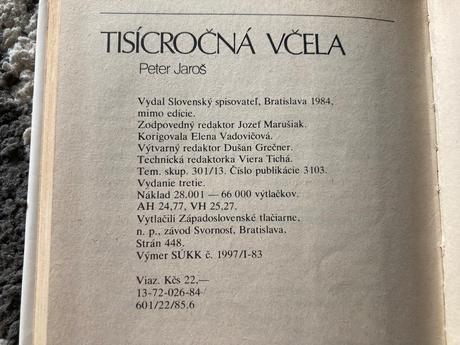 TISÍCROČNÁ VČELA
Peter Jaroš
Vydal Slovenský spisovateľ, Bratislava 1984,
mimo edicie.
Zodpovedný redaktor Jozef Marušiak.
Korigovala Elena Vadovičová.
Výtvarný redaktor Dušan Grečner.
Technická redaktorka Viera Tichá.
Tem. skup. 301/13. Číslo publikácie 3103.
Vydanie tretie.
Náklad 28.001 — 66 000 výtlačkov.
AH 24,77, VH 25,27.
Vytlačili Západoslovenské tlačiarne,
n. p., závod Svornosť, Bratislava.
Strán 448.
Výmer SÚKK č. 1997/I-83
Viaz. Kčs 22,—
13-72-026-84
601/22/85.6